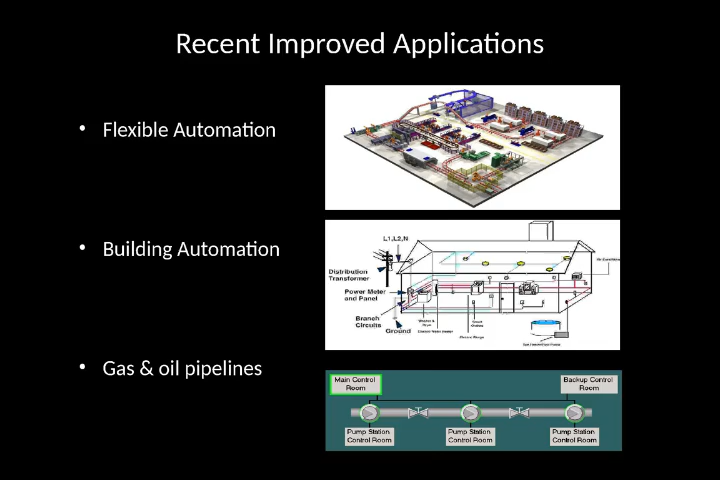 Recent Improved Applications
• Flexible Automation
• Building Automation
L1,L2,N
Distribution
Transformer
Power Meter
and Panel
Branch
Circuits
Ground
• Gas & oil pipelines
Main Control
Room
Backup Control
Room
Pump Station
Control Room
Pump Station
Control Room
Pump Station
Control Room